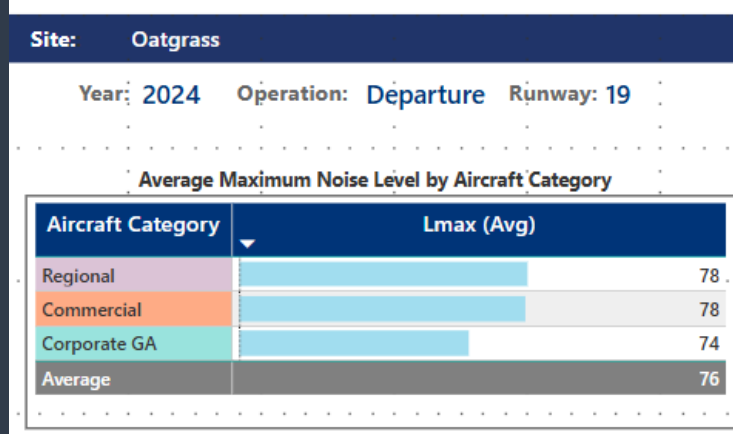 Site: Oatgrass
Year: 2024 Operation: Departure Runway: 19
Average Maximum Noise Level by Aircraft Category
Aircraft Category Lmax (Avg)
Regional 78
Commercial 78
Corporate GA 74
Average 76